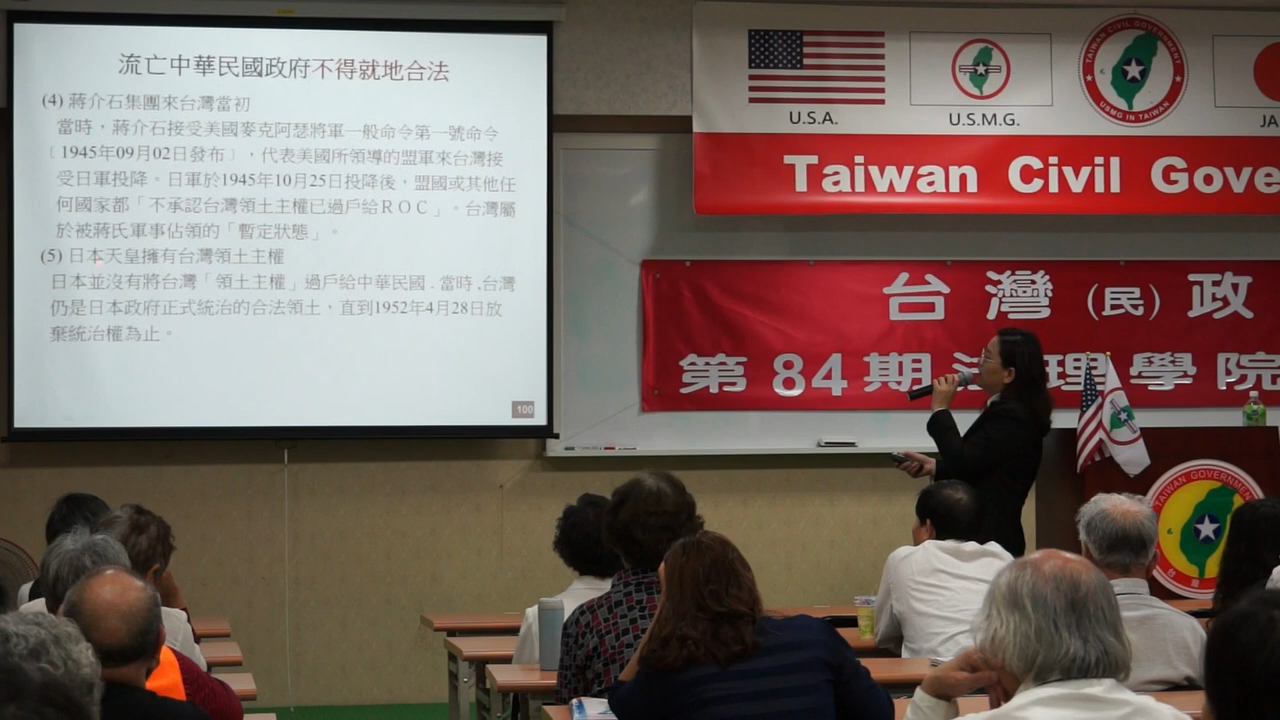 流亡中華民國政府不得就地合法
(4) 蔣介石集團來台灣當初
當時，蔣介石接受美國麥克阿瑟將軍一般命令第一號命令
﹝1945年09月02日發布﹞，代表美國所領導的盟軍來台灣接
受日軍投降。日軍於1945年10月25日投降後，盟國或其他任
何國家都「不承認台灣領土主權已過戶給ＲＯＣ」。台灣屬
於被蔣氏軍事佔領的「暫定狀態」。
(5) 日本天皇擁有台灣領土主權
日本並沒有將台灣「領土主權」過戶給中華民國﹒當時﹐台灣
仍是日本政府正式統治的合法領土，直到1952年4月28日放
棄統治權為止。
100
U.S.A.
U.S.M.G.
TAIWAN CIVIL GOVERNMENT
USMG IN TAIWAN
JA
Taiwan Civil Gove
台灣(民)政
第84期法理學院
TAIWAN GOVERNMENT
台灣